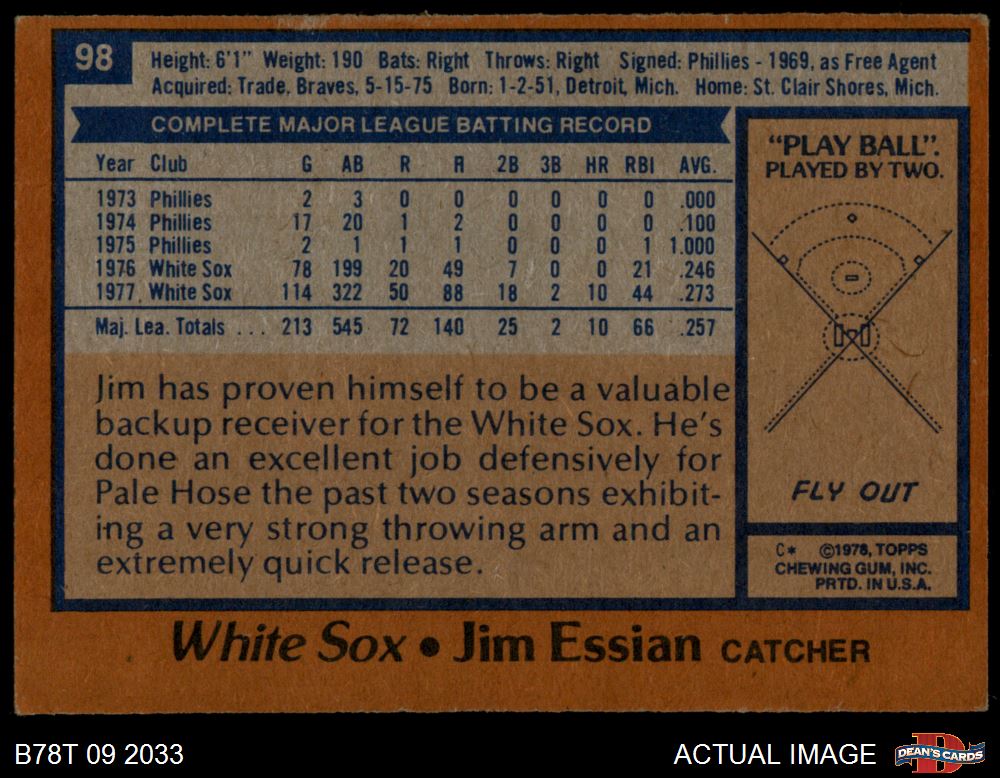 98
Height: 6'1" Weight: 190 Bats: Right Throws: Right Signed: Phillies - 1969, as Free Agent
Acquired: Trade, Braves, 5-15-75 Born: 1-2-51, Detroit, Mich. Home: St. Clair Shores, Mich.
COMPLETE MAJOR LEAGUE BATTING RECORD
Year Club G AB R H 2B 3B HR RBI AVG.
1973 Phillies 2 3 0 0 0 0 0 0 .000
1974 Phillies 17 20 1 2 0 0 0 0 .100
1975 Phillies 2 1 1 1 0 0 0 1 1.000
1976 White Sox 78 199 20 49 7 0 0 21 .246
1977 White Sox 114 322 50 88 18 2 10 44 .273
Maj. Lea. Totals . . . 213 545 72 140 25 2 10 66 .257
Jim has proven himself to be a valuable
backup receiver for the White Sox. He's
done an excellent job defensively for
Pale Hose the past two seasons exhibit-
ing a very strong throwing arm and an
extremely quick release.
"PLAY BALL".
PLAYED BY TWO.
FLY OUT
C* ©1978, TOPPS
CHEWING GUM, INC.
PRTD. IN U.S.A.
White Sox • Jim Essian CATCHER
B78T 09 2033
ACTUAL IMAGE
DEAN'S CARDS